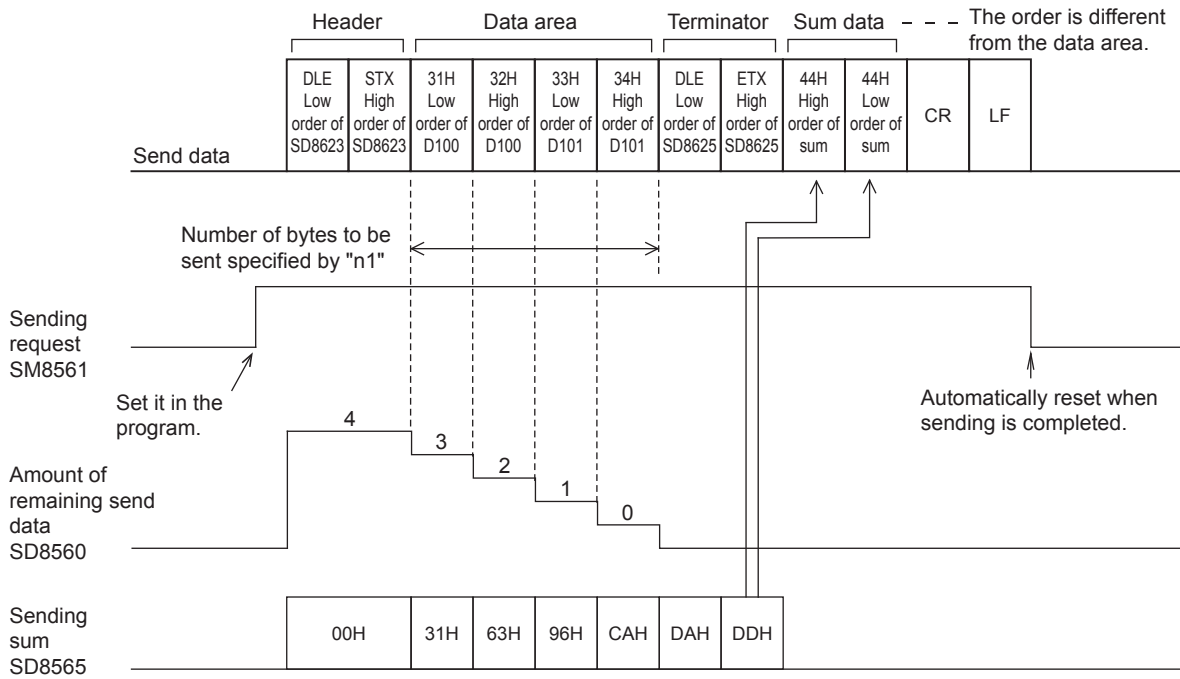 Header
Data area
Terminator
Sum data
The order is different
from the data area.
DLE
Low
order of
SD8623
STX
High
order of
SD8623
31H
Low
order of
D100
32H
High
order of
D100
33H
Low
order of
D101
34H
High
order of
D101
DLE
Low
order of
SD8625
ETX
High
order of
SD8625
44H
High
order of
sum
44H
Low
order of
sum
CR
LF
Send data
Number of bytes to be
sent specified by "n1"
Sending
request
SM8561
Set it in the
program.
Automatically reset when
sending is completed.
4
3
2
1
0
Amount of
remaining send
data
SD8560
Sending
sum
SD8565
00H
31H
63H
96H
CAH
DAH
DDH